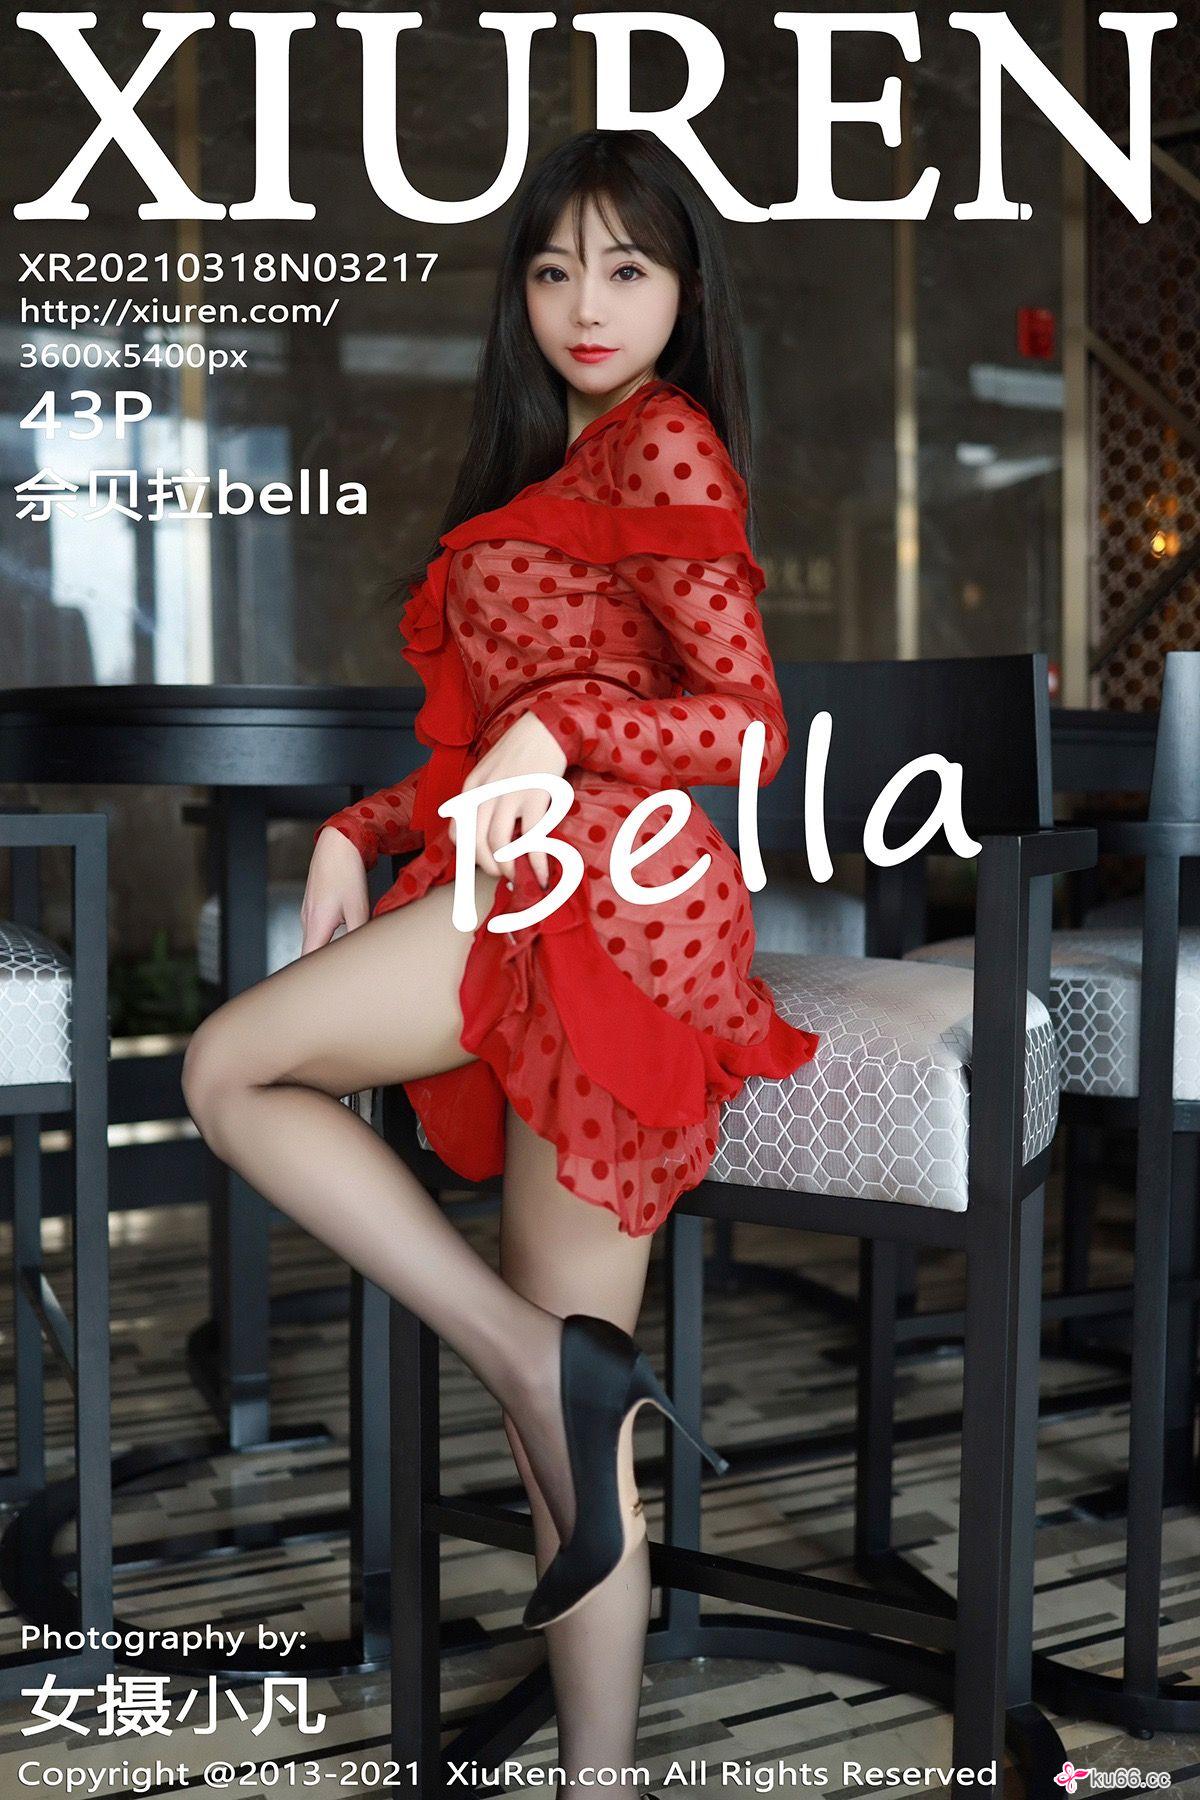 XIUREN
XR20210318N03217
http://xiuren.com/
3600x5400px
43P
佘贝拉bella
Bella
Photography by:
女摄小凡
Copyright @2013-2021 XiuRen.com All Rights Reserved
ku66.cc